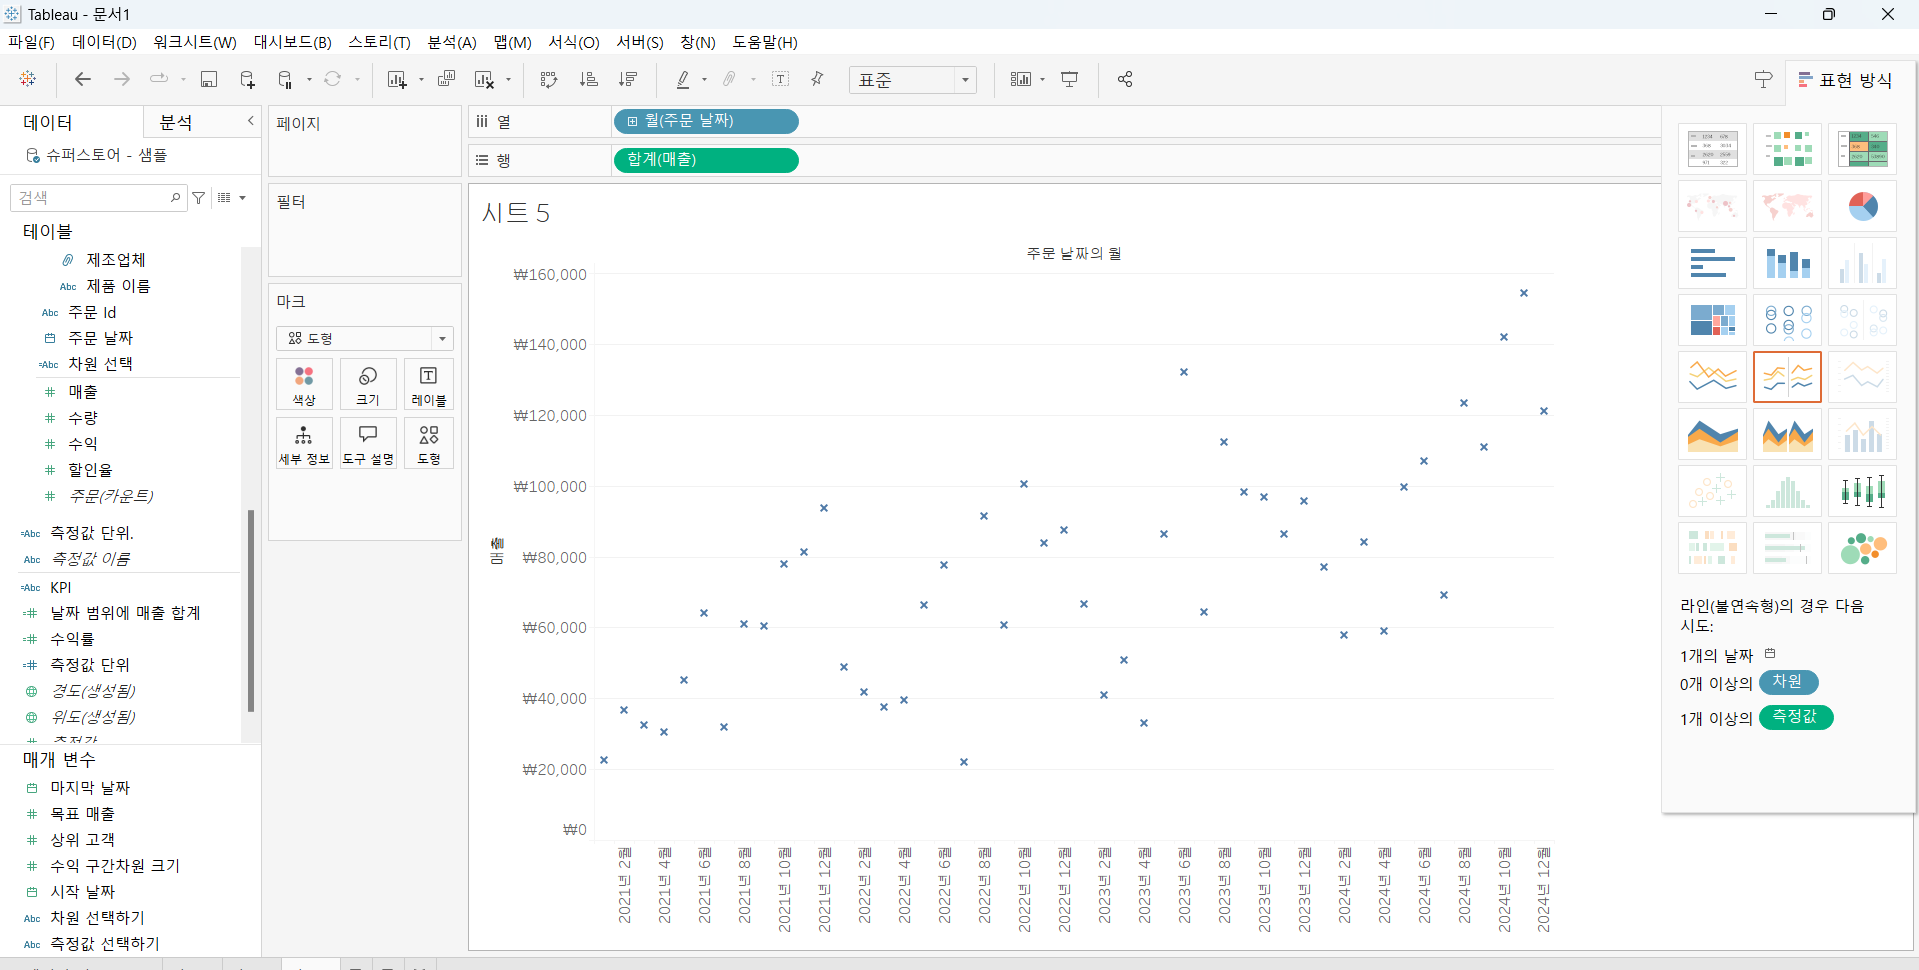 Tableau - 문서1
파일(F) 데이터(D) 워크시트(W) 대시보드(B) 스토리(T) 분석(A) 맵(M) 서식(O) 서버(S) 창(N) 도움말(H)
표준
표현 방식
데이터 분석
슈퍼스토어 - 샘플
검색
테이블
제조업체
Abc 제품 이름
Abc 주문 Id
주문 날짜
=Abc 차원 선택
# 매출
# 수량
# 수익
# 할인율
# 주문(카운트)
=Abc 측정값 단위.
Abc 측정값 이름
=Abc KPI
=# 날짜 범위에 매출 합계
=# 수익률
=# 측정값 단위
경도(생성됨)
위도(생성됨)
# 측정값
매개 변수
마지막 날짜
# 목표 매출
# 상위 고객
# 수익 구간차원 크기
시작 날짜
Abc 차원 선택하기
Abc 측정값 선택하기
페이지
필터
마크
도형
색상 크기 레이블
세부 정보 도구 설명 도형
열 월(주문 날짜)
행 합계(매출)
시트 5
주문 날짜의 월
매출
₩160,000
₩140,000
₩120,000
₩100,000
₩80,000
₩60,000
₩40,000
₩20,000
₩0
2021년 2월
2021년 4월
2021년 6월
2021년 8월
2021년 10월
2021년 12월
2022년 2월
2022년 4월
2022년 6월
2022년 8월
2022년 10월
2022년 12월
2023년 2월
2023년 4월
2023년 6월
2023년 8월
2023년 10월
2023년 12월
2024년 2월
2024년 4월
2024년 6월
2024년 8월
2024년 10월
2024년 12월
라인(불연속형)의 경우 다음
시도:
1개의 날짜
0개 이상의 차원
1개 이상의 측정값